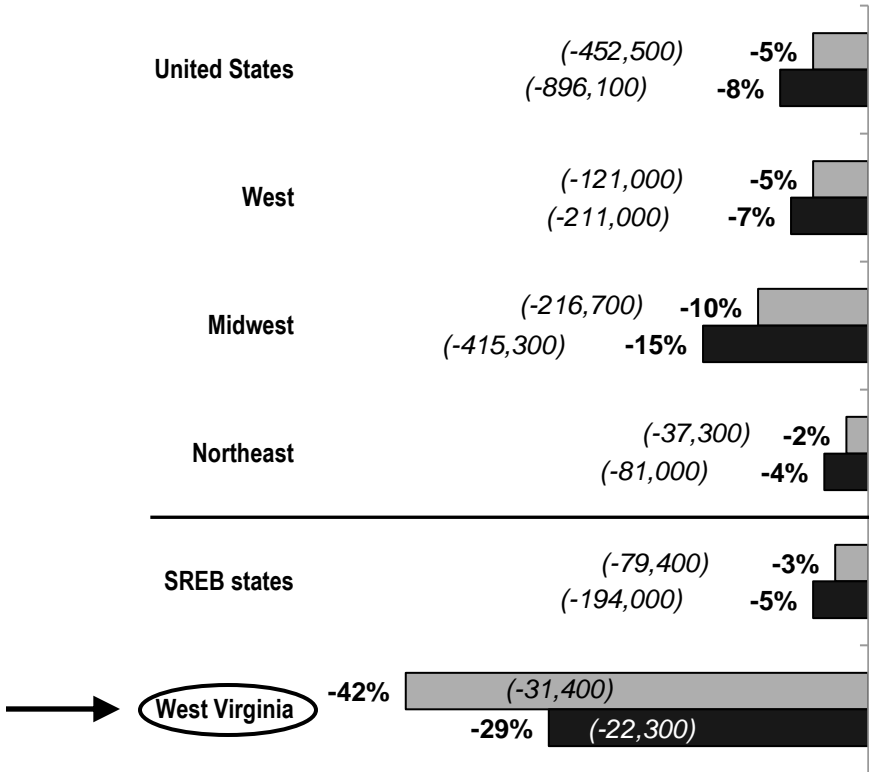 United States
(-452,500) -5%
(-896,100) -8%
West
(-121,000) -5%
(-211,000) -7%
Midwest
(-216,700) -10%
(-415,300) -15%
Northeast
(-37,300) -2%
(-81,000) -4%
SREB states
(-79,400) -3%
(-194,000) -5%
West Virginia
-42% (-31,400)
-29% (-22,300)